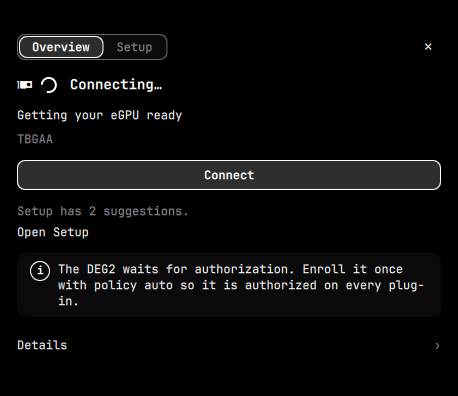 Overview Setup ×
Connecting…
Getting your eGPU ready
TBGAA
Connect
Setup has 2 suggestions.
Open Setup
The DEG2 waits for authorization. Enroll it once
with policy auto so it is authorized on every plug-
in.
Details ›